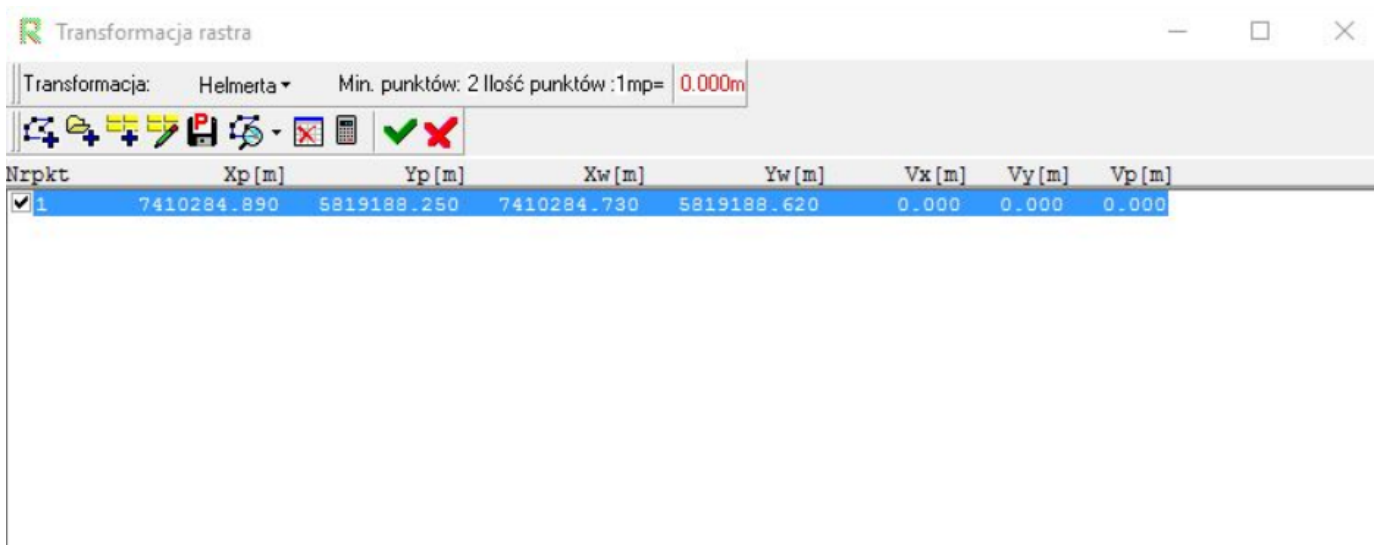 Transformacja rastra
Transformacja: Helmerta Min. punktów: 2 Ilość punktów :1mp= 0.000m
P
Nrpkt Xp[m] Yp[m] Xw[m] Yw[m] Vx[m] Vy[m] Vp[m]
1 7410284.890 5819188.250 7410284.730 5819188.620 0.000 0.000 0.000